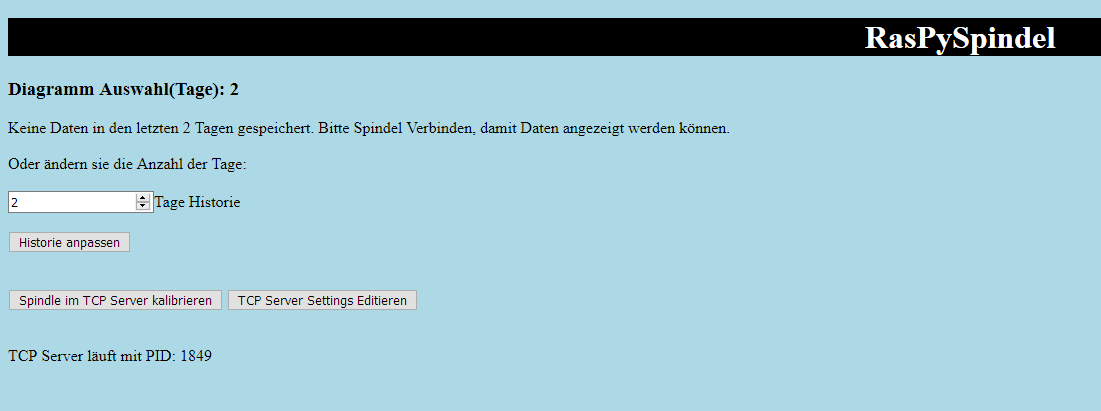 RasPySpindel
Diagramm Auswahl(Tage): 2
Keine Daten in den letzten 2 Tagen gespeichert. Bitte Spindel Verbinden, damit Daten angezeigt werden können.
Oder ändern sie die Anzahl der Tage:
2 Tage Historie
Historie anpassen
Spindle im TCP Server kalibrieren TCP Server Settings Editieren
TCP Server läuft mit PID: 1849